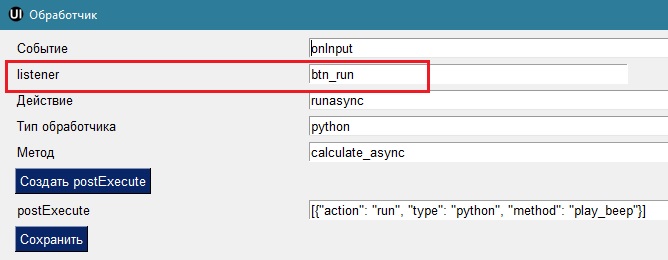 UI Обработчик
Событие onInput
listener btn_run
Действие runasync
Тип обработчика python
Метод calculate_async
Создать postExecute
postExecute [{"action": "run", "type": "python", "method": "play_beep"}]
Сохранить